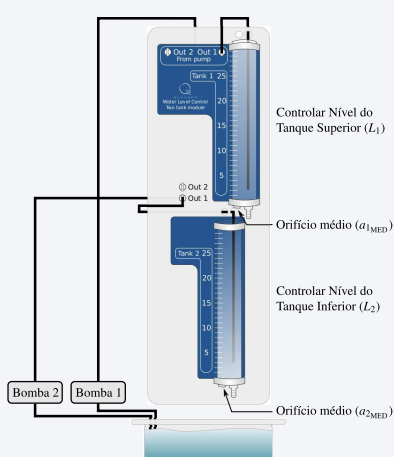 Out 2 Out 1
From pump
Tank 1 25
20
15
10
5
Water Level Control
Two tank module
Controlar Nível do
Tanque Superior (L₁)
Out 2
Out 1
Orifício médio (a₁MED)
Tank 2 25
20
15
10
5
Controlar Nível do
Tanque Inferior (L₂)
Bomba 2 Bomba 1
Orifício médio (a₂MED)